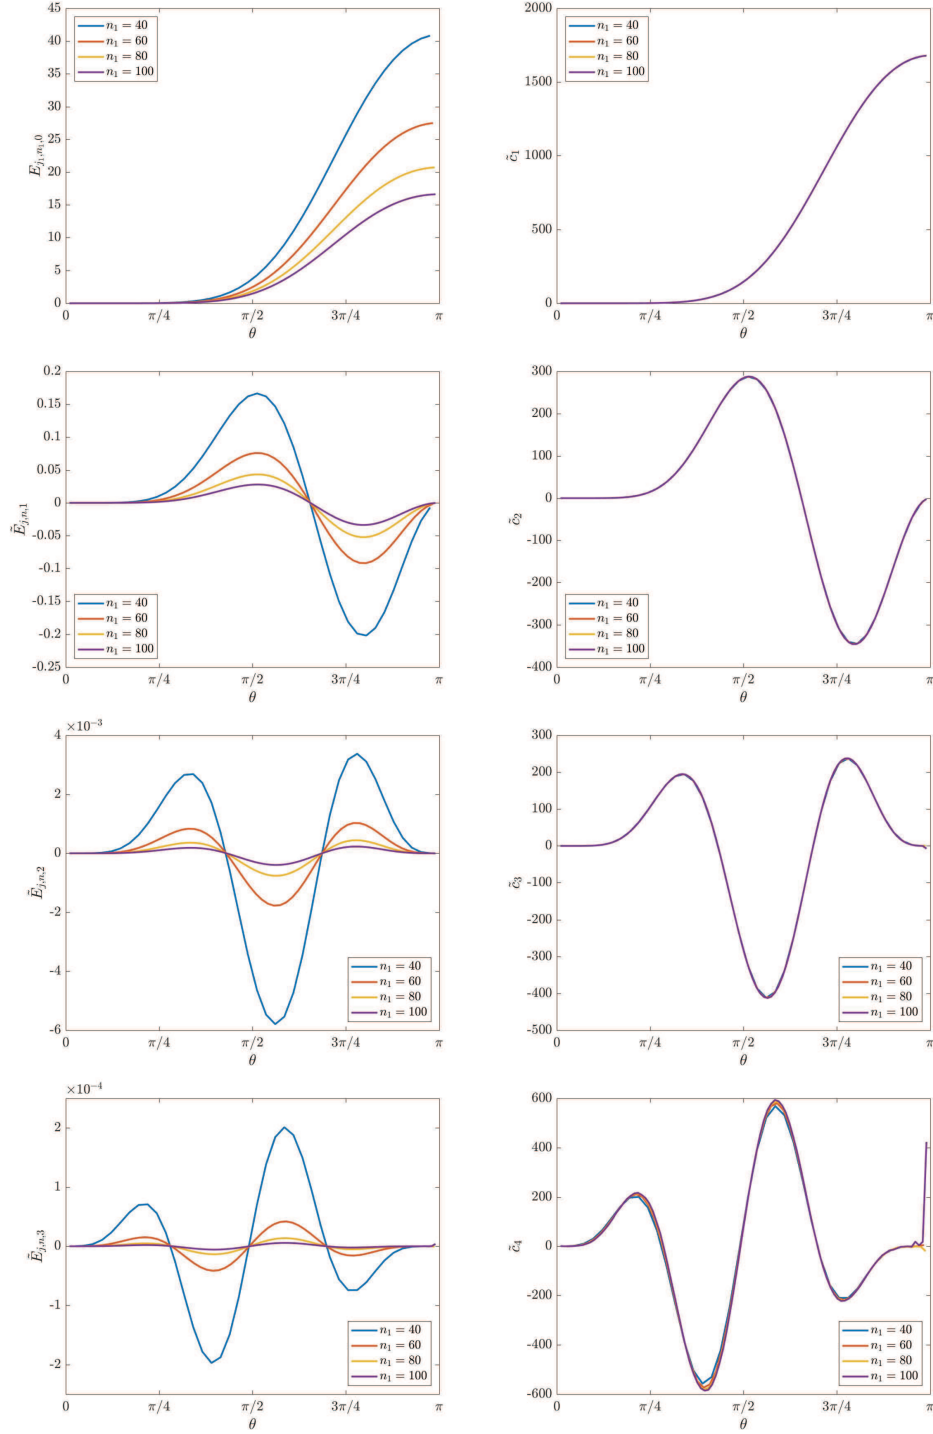 45
40
35
30
25
20
15
10
5
0
E_{j_1,n_1,0}
n_1 = 40
n_1 = 60
n_1 = 80
n_1 = 100
0 π/4 π/2 3π/4 π
θ
2000
1500
1000
500
0
c̃_1
n_1 = 40
n_1 = 60
n_1 = 80
n_1 = 100
0 π/4 π/2 3π/4 π
θ
0.2
0.15
0.1
0.05
0
-0.05
-0.1
-0.15
-0.2
-0.25
Ẽ_{j,n,1}
n_1 = 40
n_1 = 60
n_1 = 80
n_1 = 100
0 π/4 π/2 3π/4 π
θ
300
200
100
0
-100
-200
-300
-400
c̃_2
n_1 = 40
n_1 = 60
n_1 = 80
n_1 = 100
0 π/4 π/2 3π/4 π
θ
×10^{-3}
4
2
0
-2
-4
-6
Ẽ_{j,n,2}
n_1 = 40
n_1 = 60
n_1 = 80
n_1 = 100
0 π/4 π/2 3π/4 π
θ
300
200
100
0
-100
-200
-300
-400
-500
c̃_3
n_1 = 40
n_1 = 60
n_1 = 80
n_1 = 100
0 π/4 π/2 3π/4 π
θ
×10^{-4}
2
1
0
-1
-2
Ẽ_{j,n,3}
n_1 = 40
n_1 = 60
n_1 = 80
n_1 = 100
0 π/4 π/2 3π/4 π
θ
600
400
200
0
-200
-400
-600
c̃_4
n_1 = 40
n_1 = 60
n_1 = 80
n_1 = 100
0 π/4 π/2 3π/4 π
θ